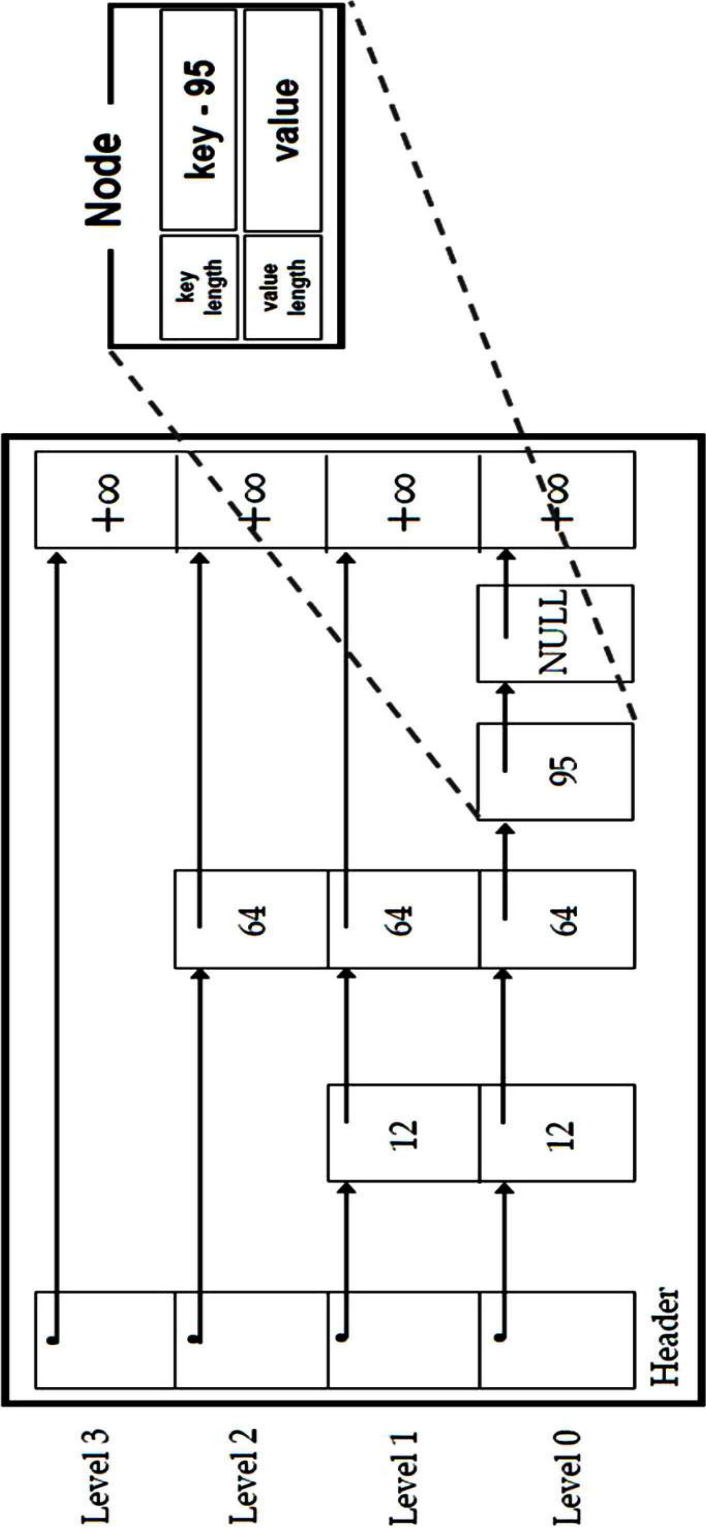 Node
key
length
key - 95
value
length
value
Level 3
+∞
Level 2
64
+∞
Level 1
12
64
+∞
Level 0
12
64
95
NULL
+∞
Header